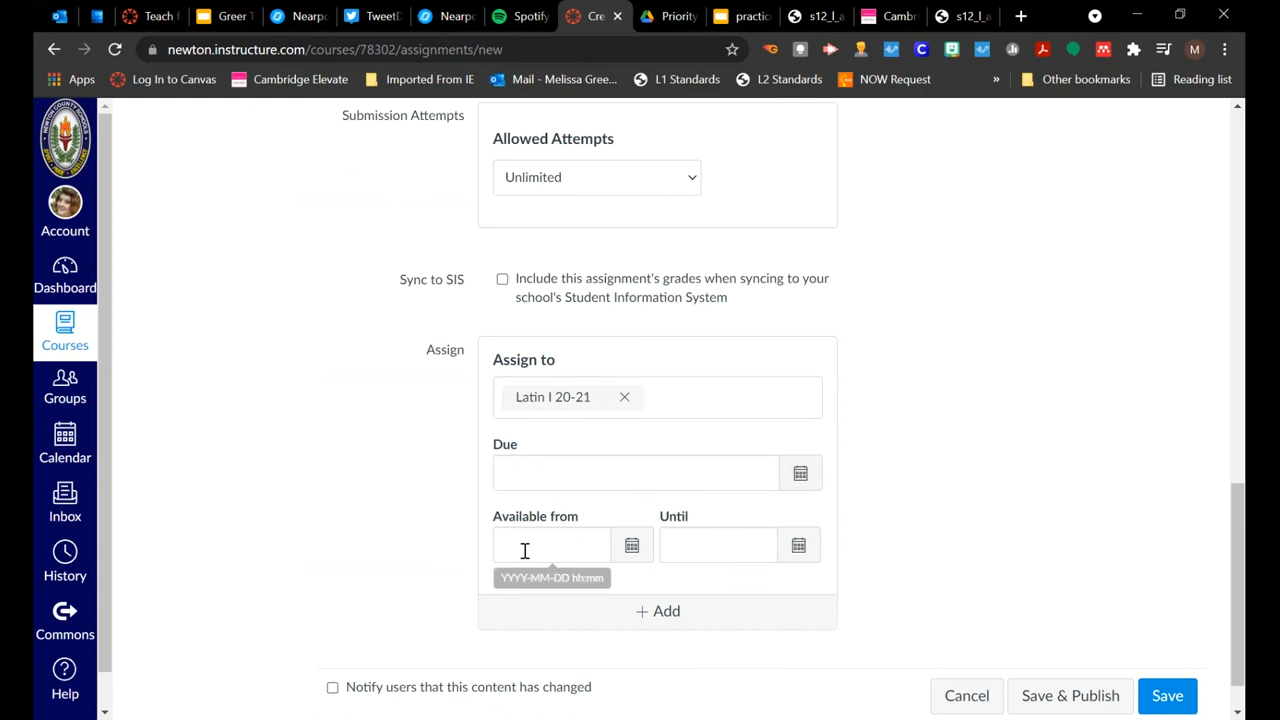 Teach f
Greer T
Nearpo
TweetD
Nearpo
Spotify
Cre
Priority
practic
s12_l_a
Camb
s12_l_a
newton.instructure.com/courses/78302/assignments/new
M
Apps
Log In to Canvas
Cambridge Elevate
Imported From IE
Mail - Melissa Gree...
L1 Standards
L2 Standards
NOW Request
»
Other bookmarks
Reading list
Account
Dashboard
Courses
Groups
Calendar
Inbox
History
Commons
Help
Submission Attempts
Allowed Attempts
Unlimited
Sync to SIS
Include this assignment's grades when syncing to your
school's Student Information System
Assign
Assign to
Latin I 20-21
Due
Available from
Until
YYYY-MM-DD hh:mm
+ Add
Notify users that this content has changed
Cancel
Save & Publish
Save